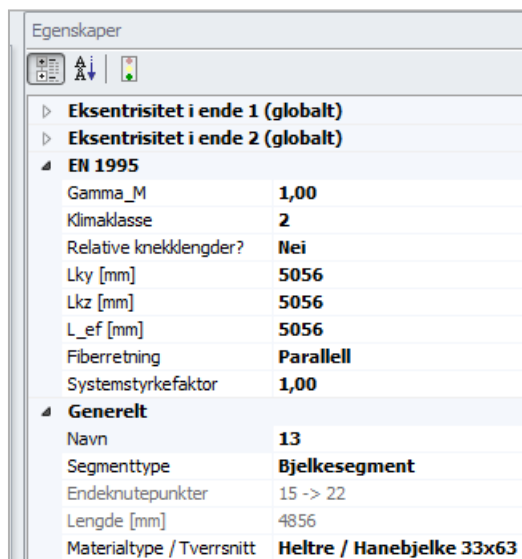 Egenskaper
Eksentrisitet i ende 1 (globalt)
Eksentrisitet i ende 2 (globalt)
EN 1995
Gamma_M 1,00
Klimaklasse 2
Relative knekklengder? Nei
Lky [mm] 5056
Lkz [mm] 5056
L_ef [mm] 5056
Fiberretning Parallell
Systemstyrkefaktor 1,00
Generelt
Navn 13
Segmenttype Bjelkesegment
Endeknutepunkter 15 -> 22
Lengde [mm] 4856
Materialtype / Tverrsnitt Heltre / Hanebjelke 33x63